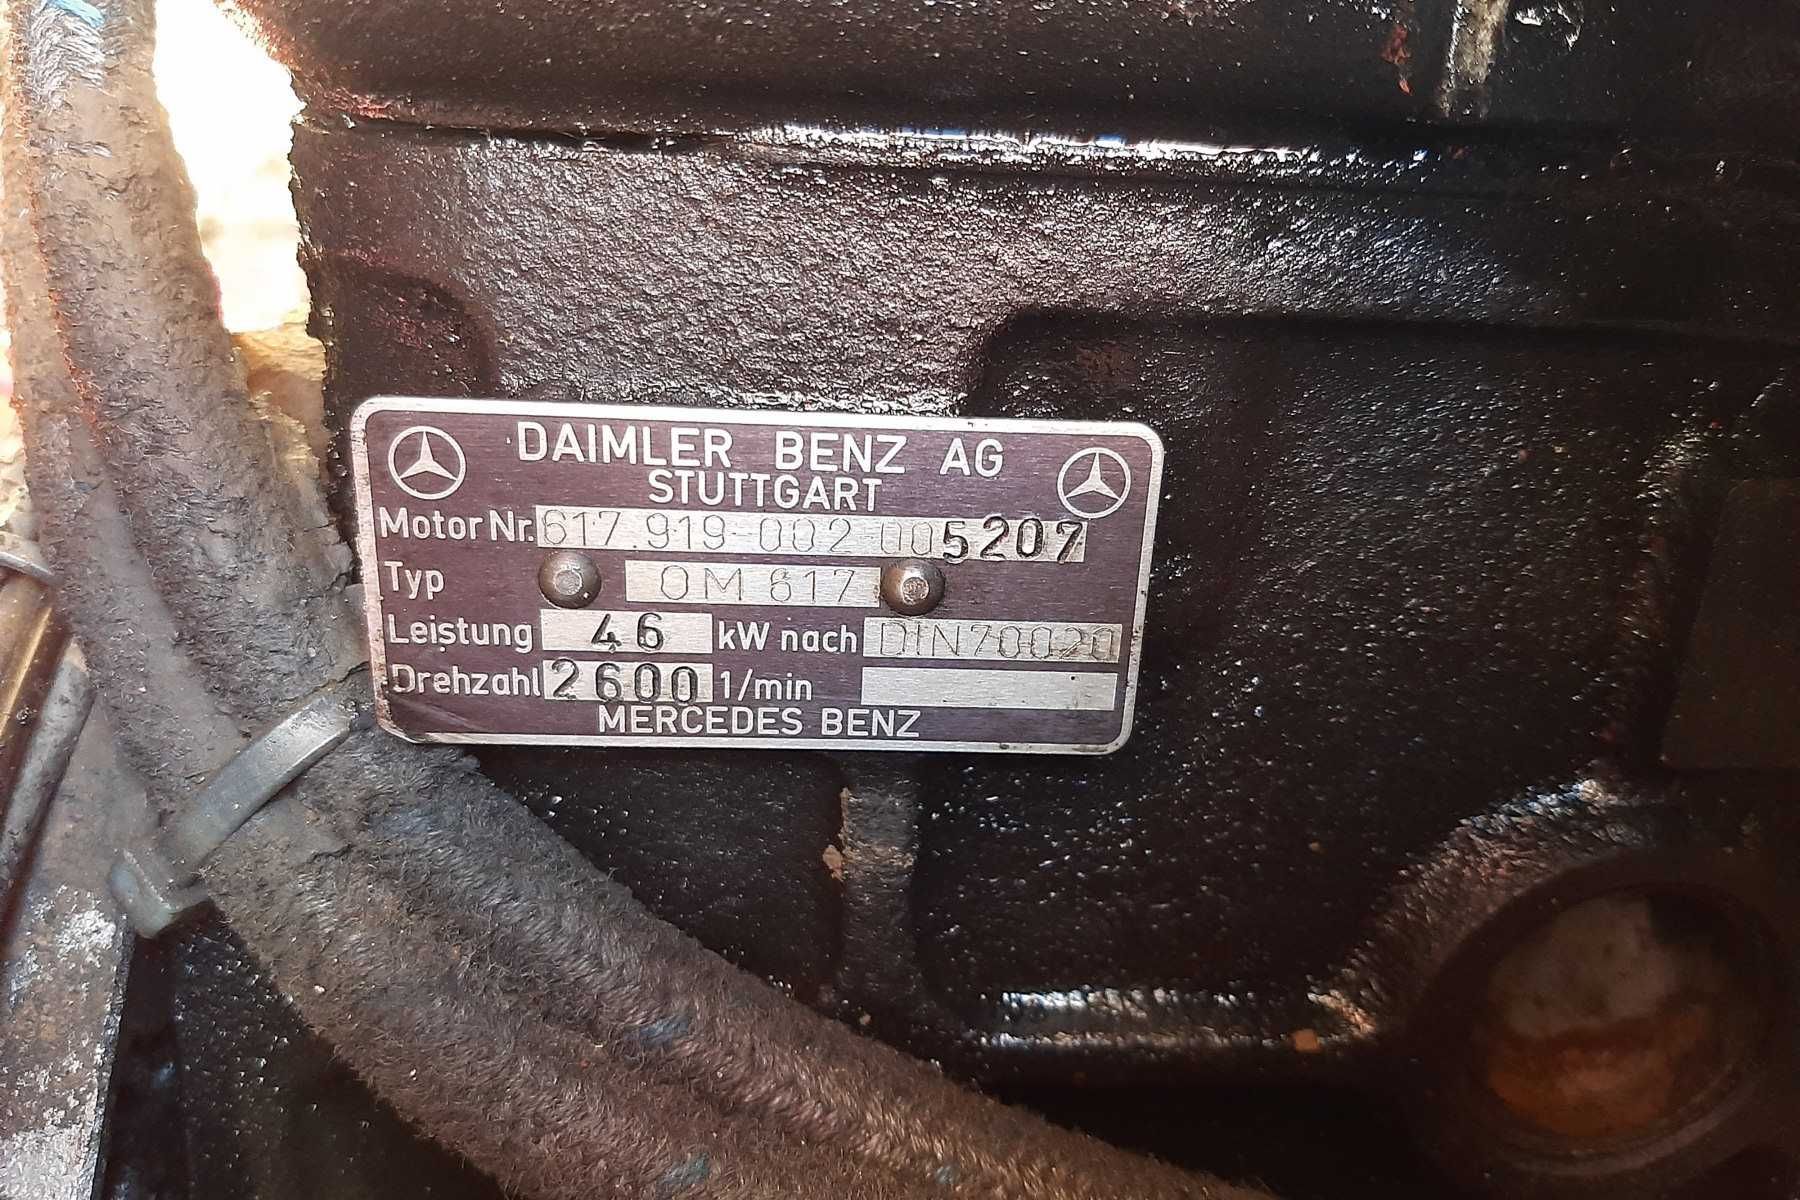 DAIMLER BENZ AG
STUTTGART
Motor Nr. 617.919-002-005207
Typ OM 617
Leistung 46 kW nach DIN70020
Drehzahl 2600 1/min
MERCEDES BENZ